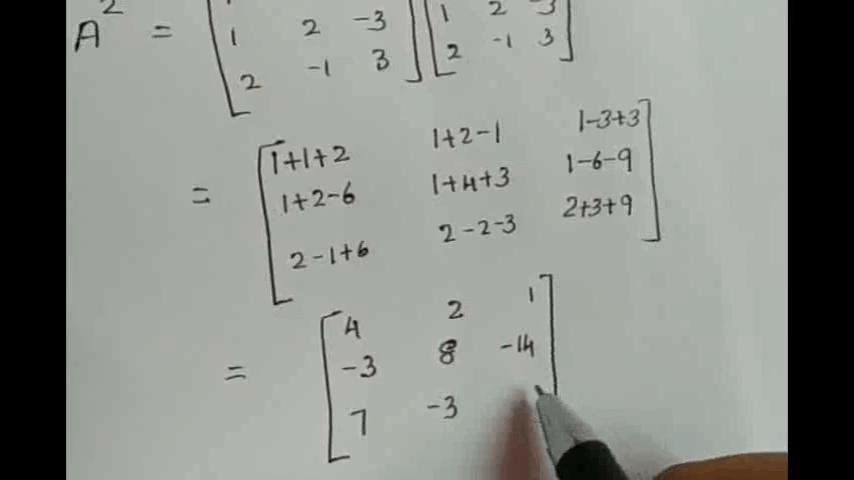 1 2 3
A² = 1 2 -3
2 -1 3
2 -1 3
1+1+2 1+2-1 1-3+3
= 1+2-6 1+4+3 1-6-9
2-1+6 2-2-3 2+3+9
4 2 1
= -3 8 -14
7 -3